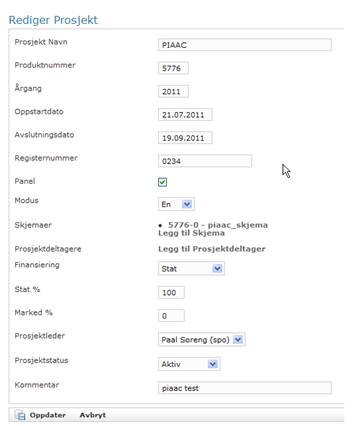 Rediger Prosjekt
Prosjekt Navn PIAAC
Produktnummer 5776
Årgang 2011
Oppstartdato 21.07.2011
Avslutningsdato 19.09.2011
Registernummer 0234
Panel
Modus En
Skjemaer • 5776-0 - piaac_skjema
Legg til Skjema
Prosjektdeltagere Legg til Prosjektdeltager
Finansiering Stat
Stat % 100
Marked % 0
Prosjektleder Paal Soreng (spo)
Prosjektstatus Aktiv
Kommentar piaac test
Oppdater Avbryt